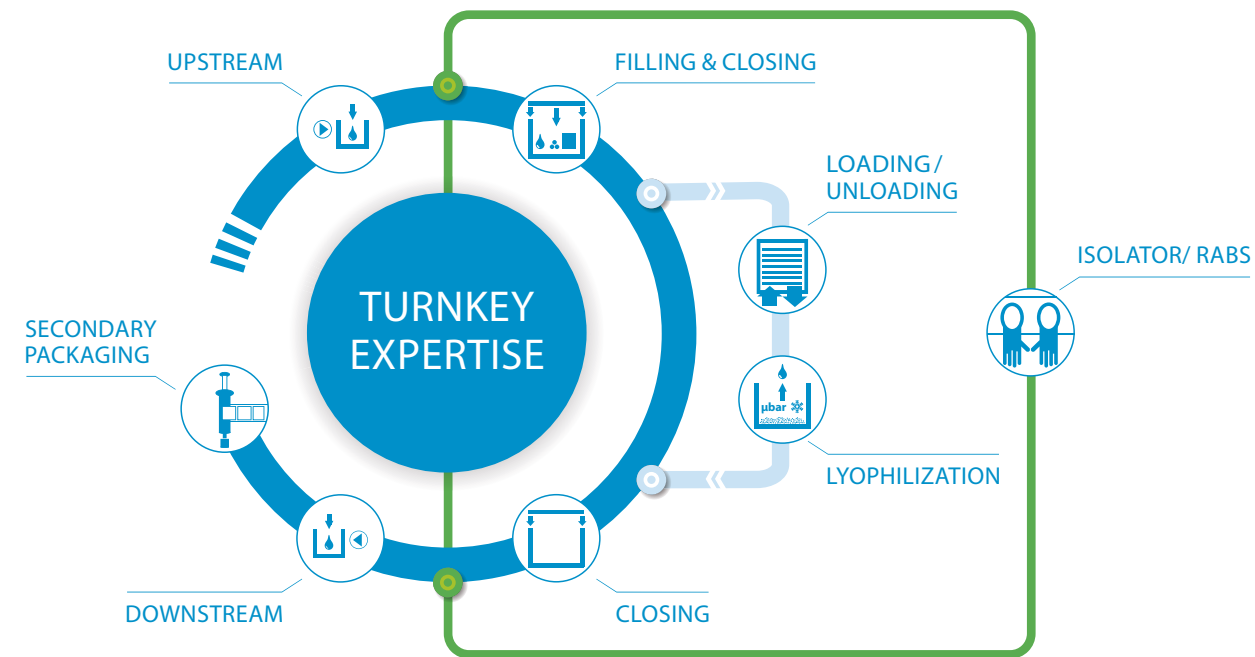 UPSTREAM
FILLING & CLOSING
LOADING /
UNLOADING
ISOLATOR/ RABS
TURNKEY
EXPERTISE
SECONDARY
PACKAGING
µbar
LYOPHILIZATION
DOWNSTREAM
CLOSING